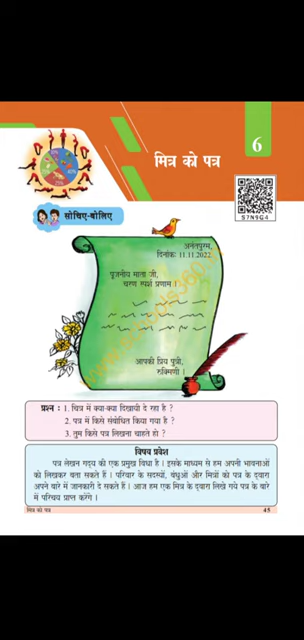 मित्र को पत्र
6
S7N9G4
सोचिए-बोलिए
अनंतपुरम,
दिनांक: 11.11.2022
पूजनीय माता जी,
चरण स्पर्श प्रणाम ।
आपकी प्रिय पुत्री,
रुक्मिणी ।
प्रश्न : 1. चित्र में क्या-क्या दिखायी दे रहा है ?
2. पत्र में किसे संबोधित किया गया है ?
3. तुम किसे पत्र लिखना चाहते हो ?
विषय प्रवेश
पत्र लेखन गद्य की एक प्रमुख विधा है । इसके माध्यम से हम अपनी भावनाओं
को लिखकर बता सकते हैं । परिवार के सदस्यों, बंधुओं और मित्रों को पत्र के द्वारा
अपने बारे में जानकारी दे सकते हैं । आज हम एक मित्र के द्वारा लिखे गये पत्र के बारे
में परिचय प्राप्त करेंगे ।
मित्र को पत्र
45